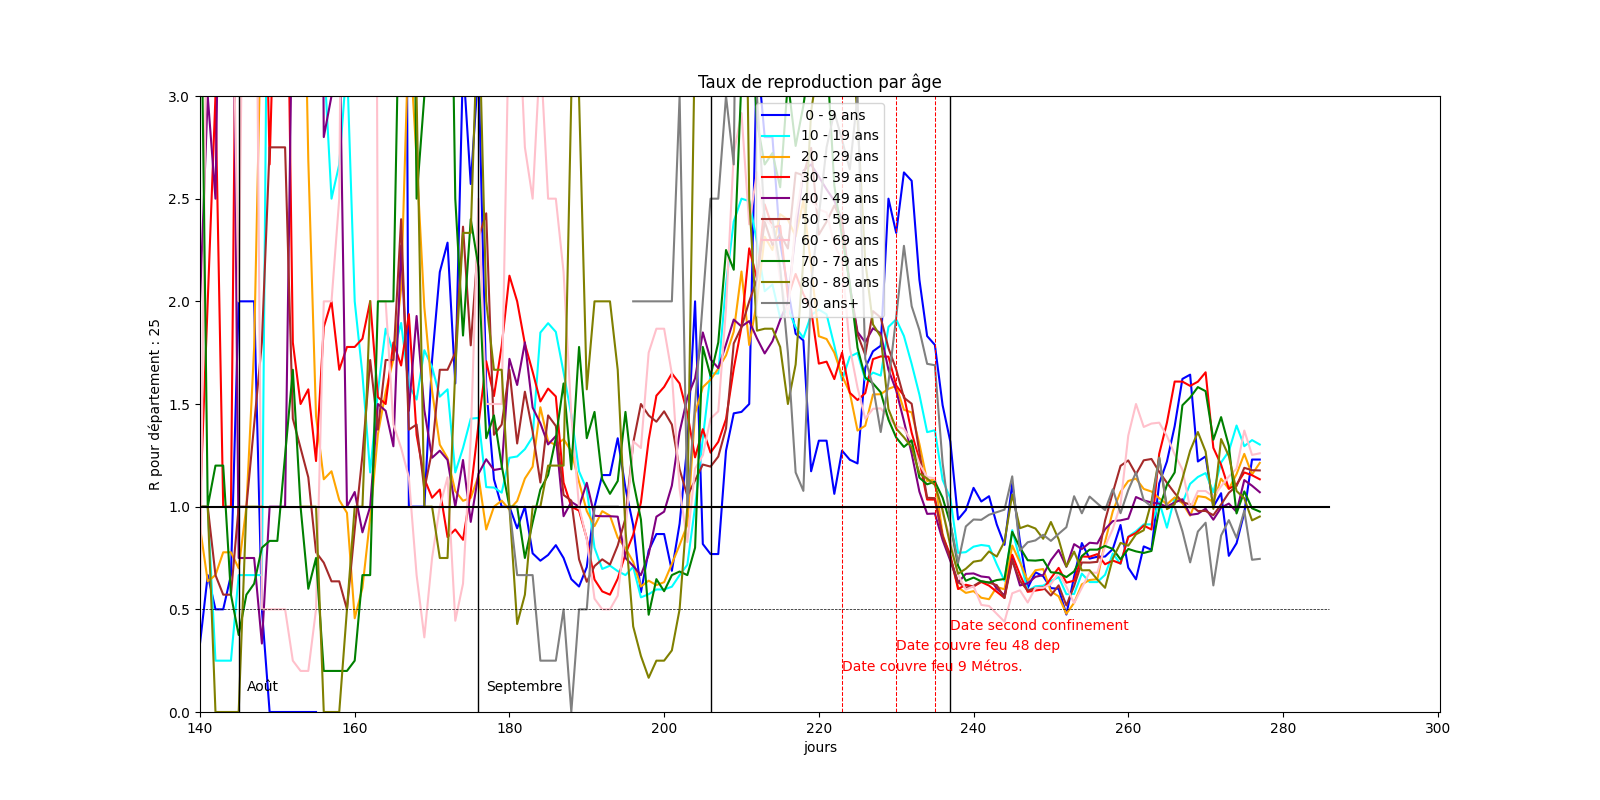 Taux de reproduction par âge
R pour département : 25
3.0
2.5
2.0
1.5
1.0
0.5
0.0
0 - 9 ans
10 - 19 ans
20 - 29 ans
30 - 39 ans
40 - 49 ans
50 - 59 ans
60 - 69 ans
70 - 79 ans
80 - 89 ans
90 ans+
Date second confinement
Date couvre feu 48 dep
Date couvre feu 9 Métros.
Août
Septembre
140 160 180 200 220 240 260 280 300
jours